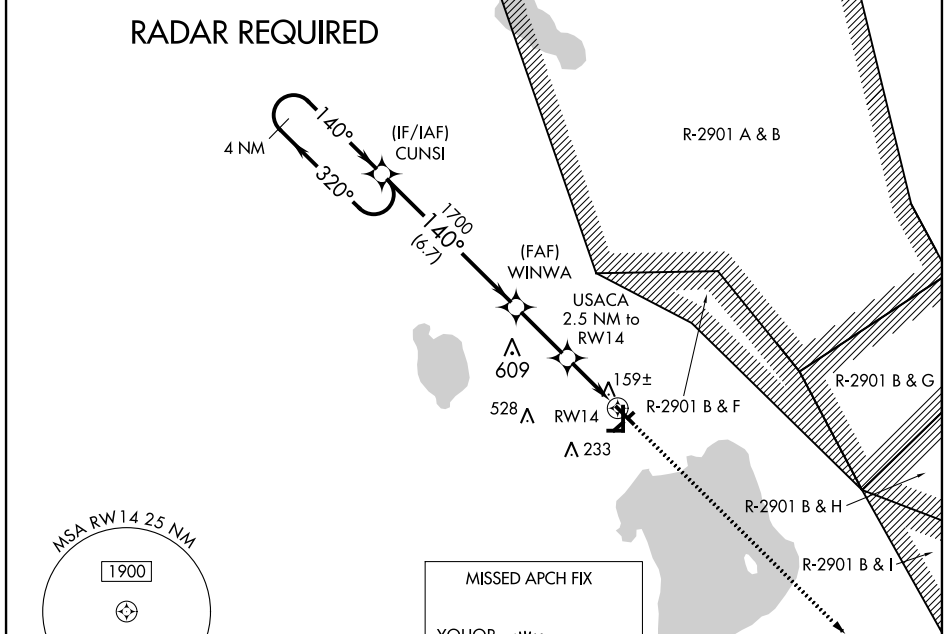 RADAR REQUIRED
R-2901 A & B
(IF/IAF)
CUNSI
4 NM
140°
320°
1700
140°
(6.7)
(FAF)
WINWA
USACA
2.5 NM to
RW14
609
159±
R-2901 B & G
528
RW14
R-2901 B & F
233
R-2901 B & H
MSA RW14 25 NM
1900
R-2901 B & I
MISSED APCH FIX